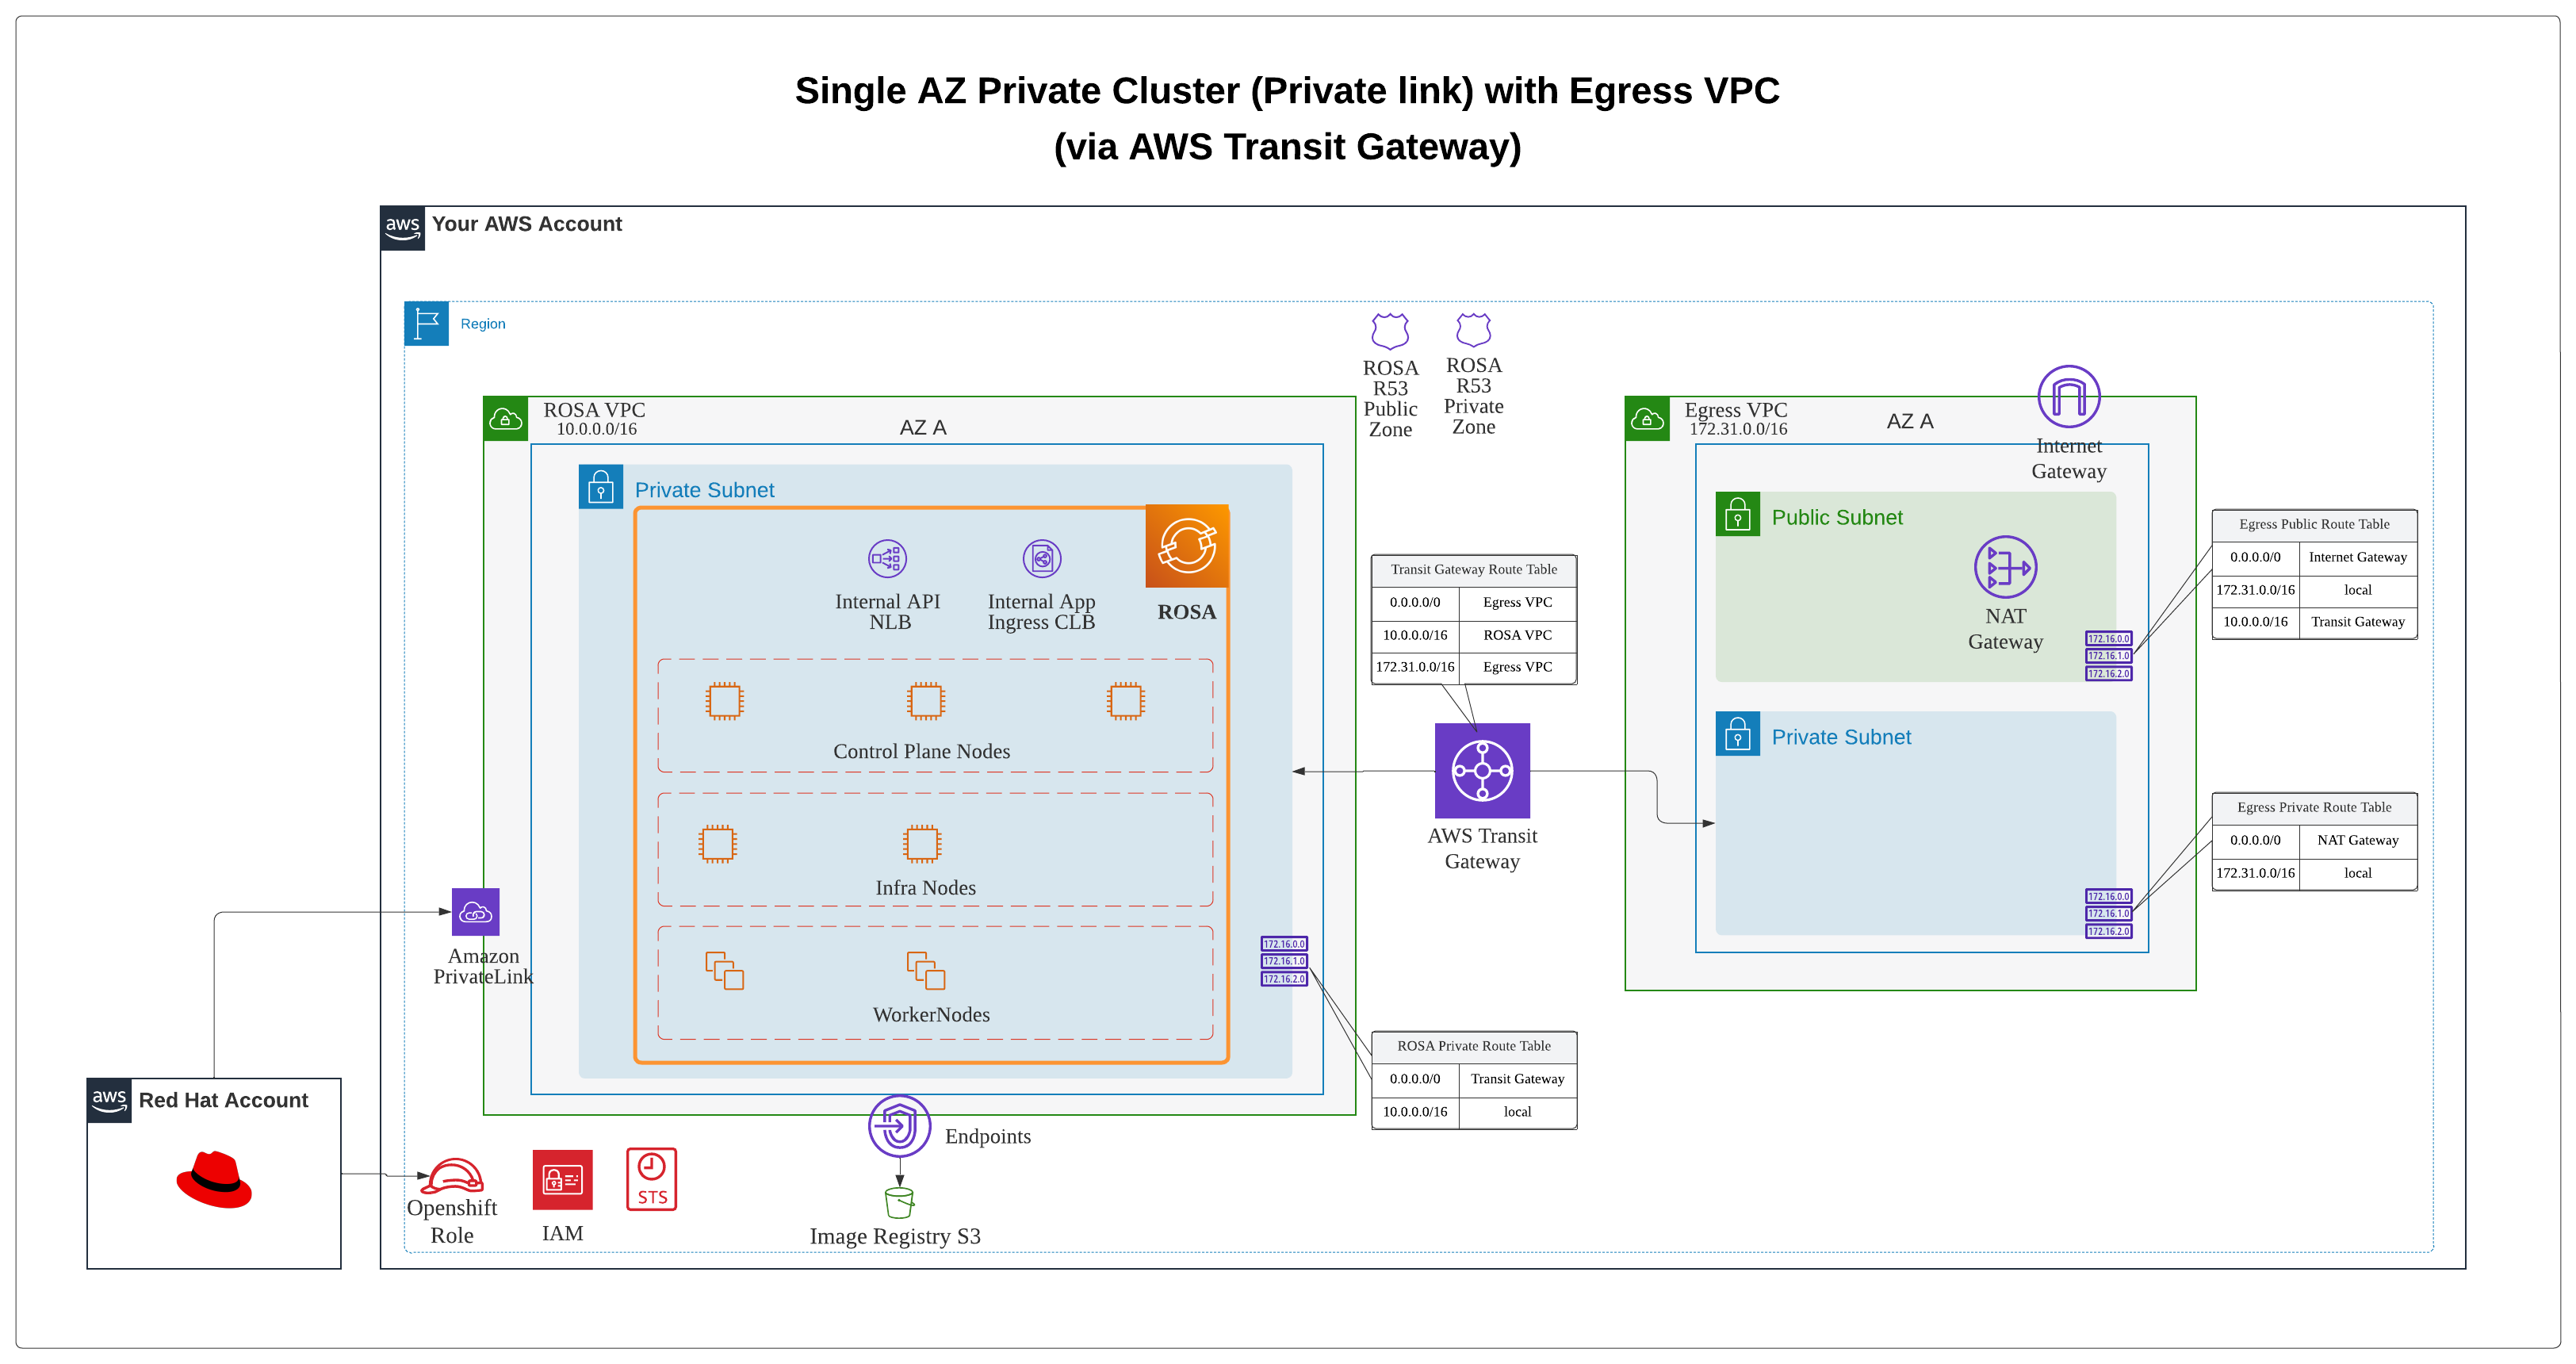 Single AZ Private Cluster (Private link) with Egress VPC
(via AWS Transit Gateway)
aws
Your AWS Account
Region
ROSA
R53
Public
Zone
ROSA
R53
Private
Zone
ROSA VPC
10.0.0.0/16
AZ A
Private Subnet
Internal API
NLB
Internal App
Ingress CLB
ROSA
Control Plane Nodes
Infra Nodes
WorkerNodes
172.16.0.0
172.16.1.0
172.16.2.0
Transit Gateway Route Table
0.0.0.0/0 Egress VPC
10.0.0.0/16 ROSA VPC
172.31.0.0/16 Egress VPC
AWS Transit
Gateway
ROSA Private Route Table
0.0.0.0/0 Transit Gateway
10.0.0.0/16 local
Egress VPC
172.31.0.0/16
AZ A
Internet
Gateway
Public Subnet
NAT
Gateway
172.16.0.0
172.16.1.0
172.16.2.0
Private Subnet
172.16.0.0
172.16.1.0
172.16.2.0
Egress Public Route Table
0.0.0.0/0 Internet Gateway
172.31.0.0/16 local
10.0.0.0/16 Transit Gateway
Egress Private Route Table
0.0.0.0/0 NAT Gateway
172.31.0.0/16 local
Amazon
PrivateLink
aws
Red Hat Account
Openshift
Role
IAM
STS
Endpoints
Image Registry S3